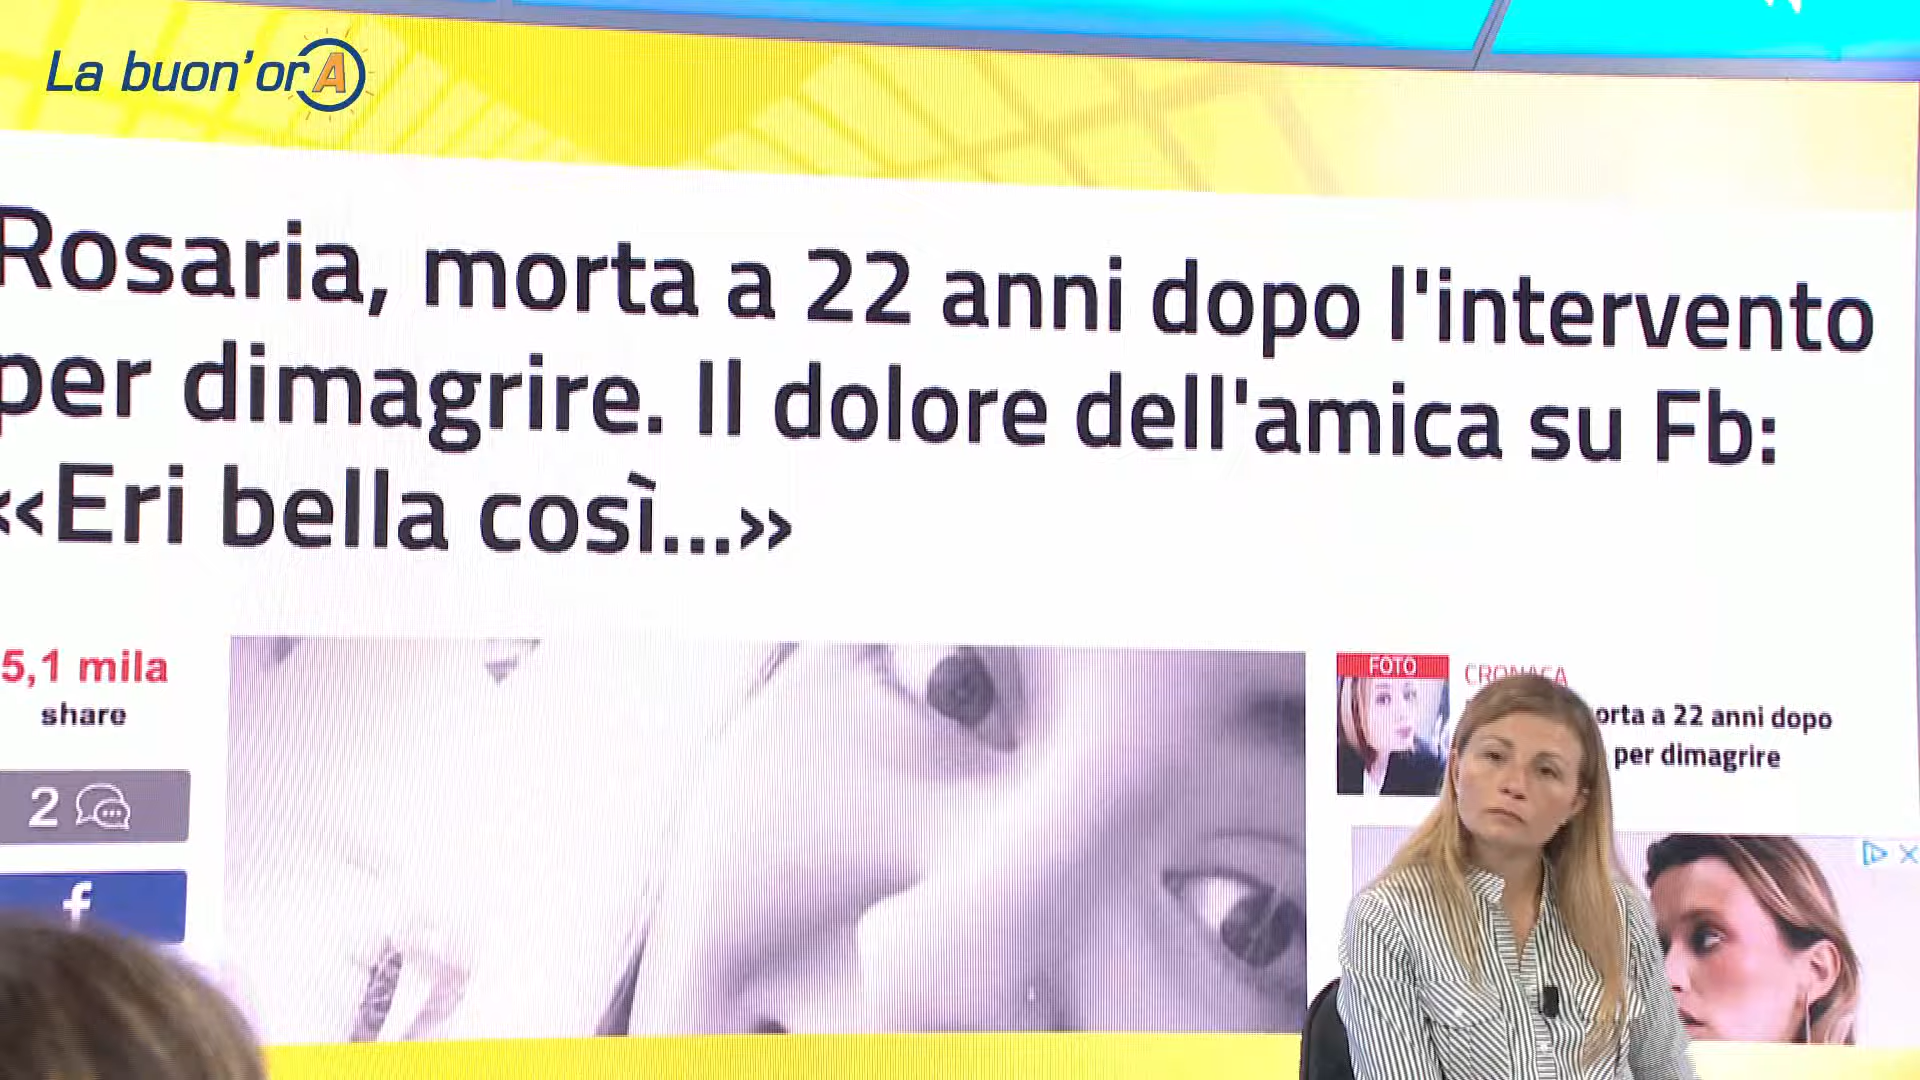 La buon'orA
Rosaria, morta a 22 anni dopo l'intervento
per dimagrire. Il dolore dell'amica su Fb:
«Eri bella così...»
5,1 mila
share
2
f
FOTO
CRONACA
orta a 22 anni dopo
per dimagrire